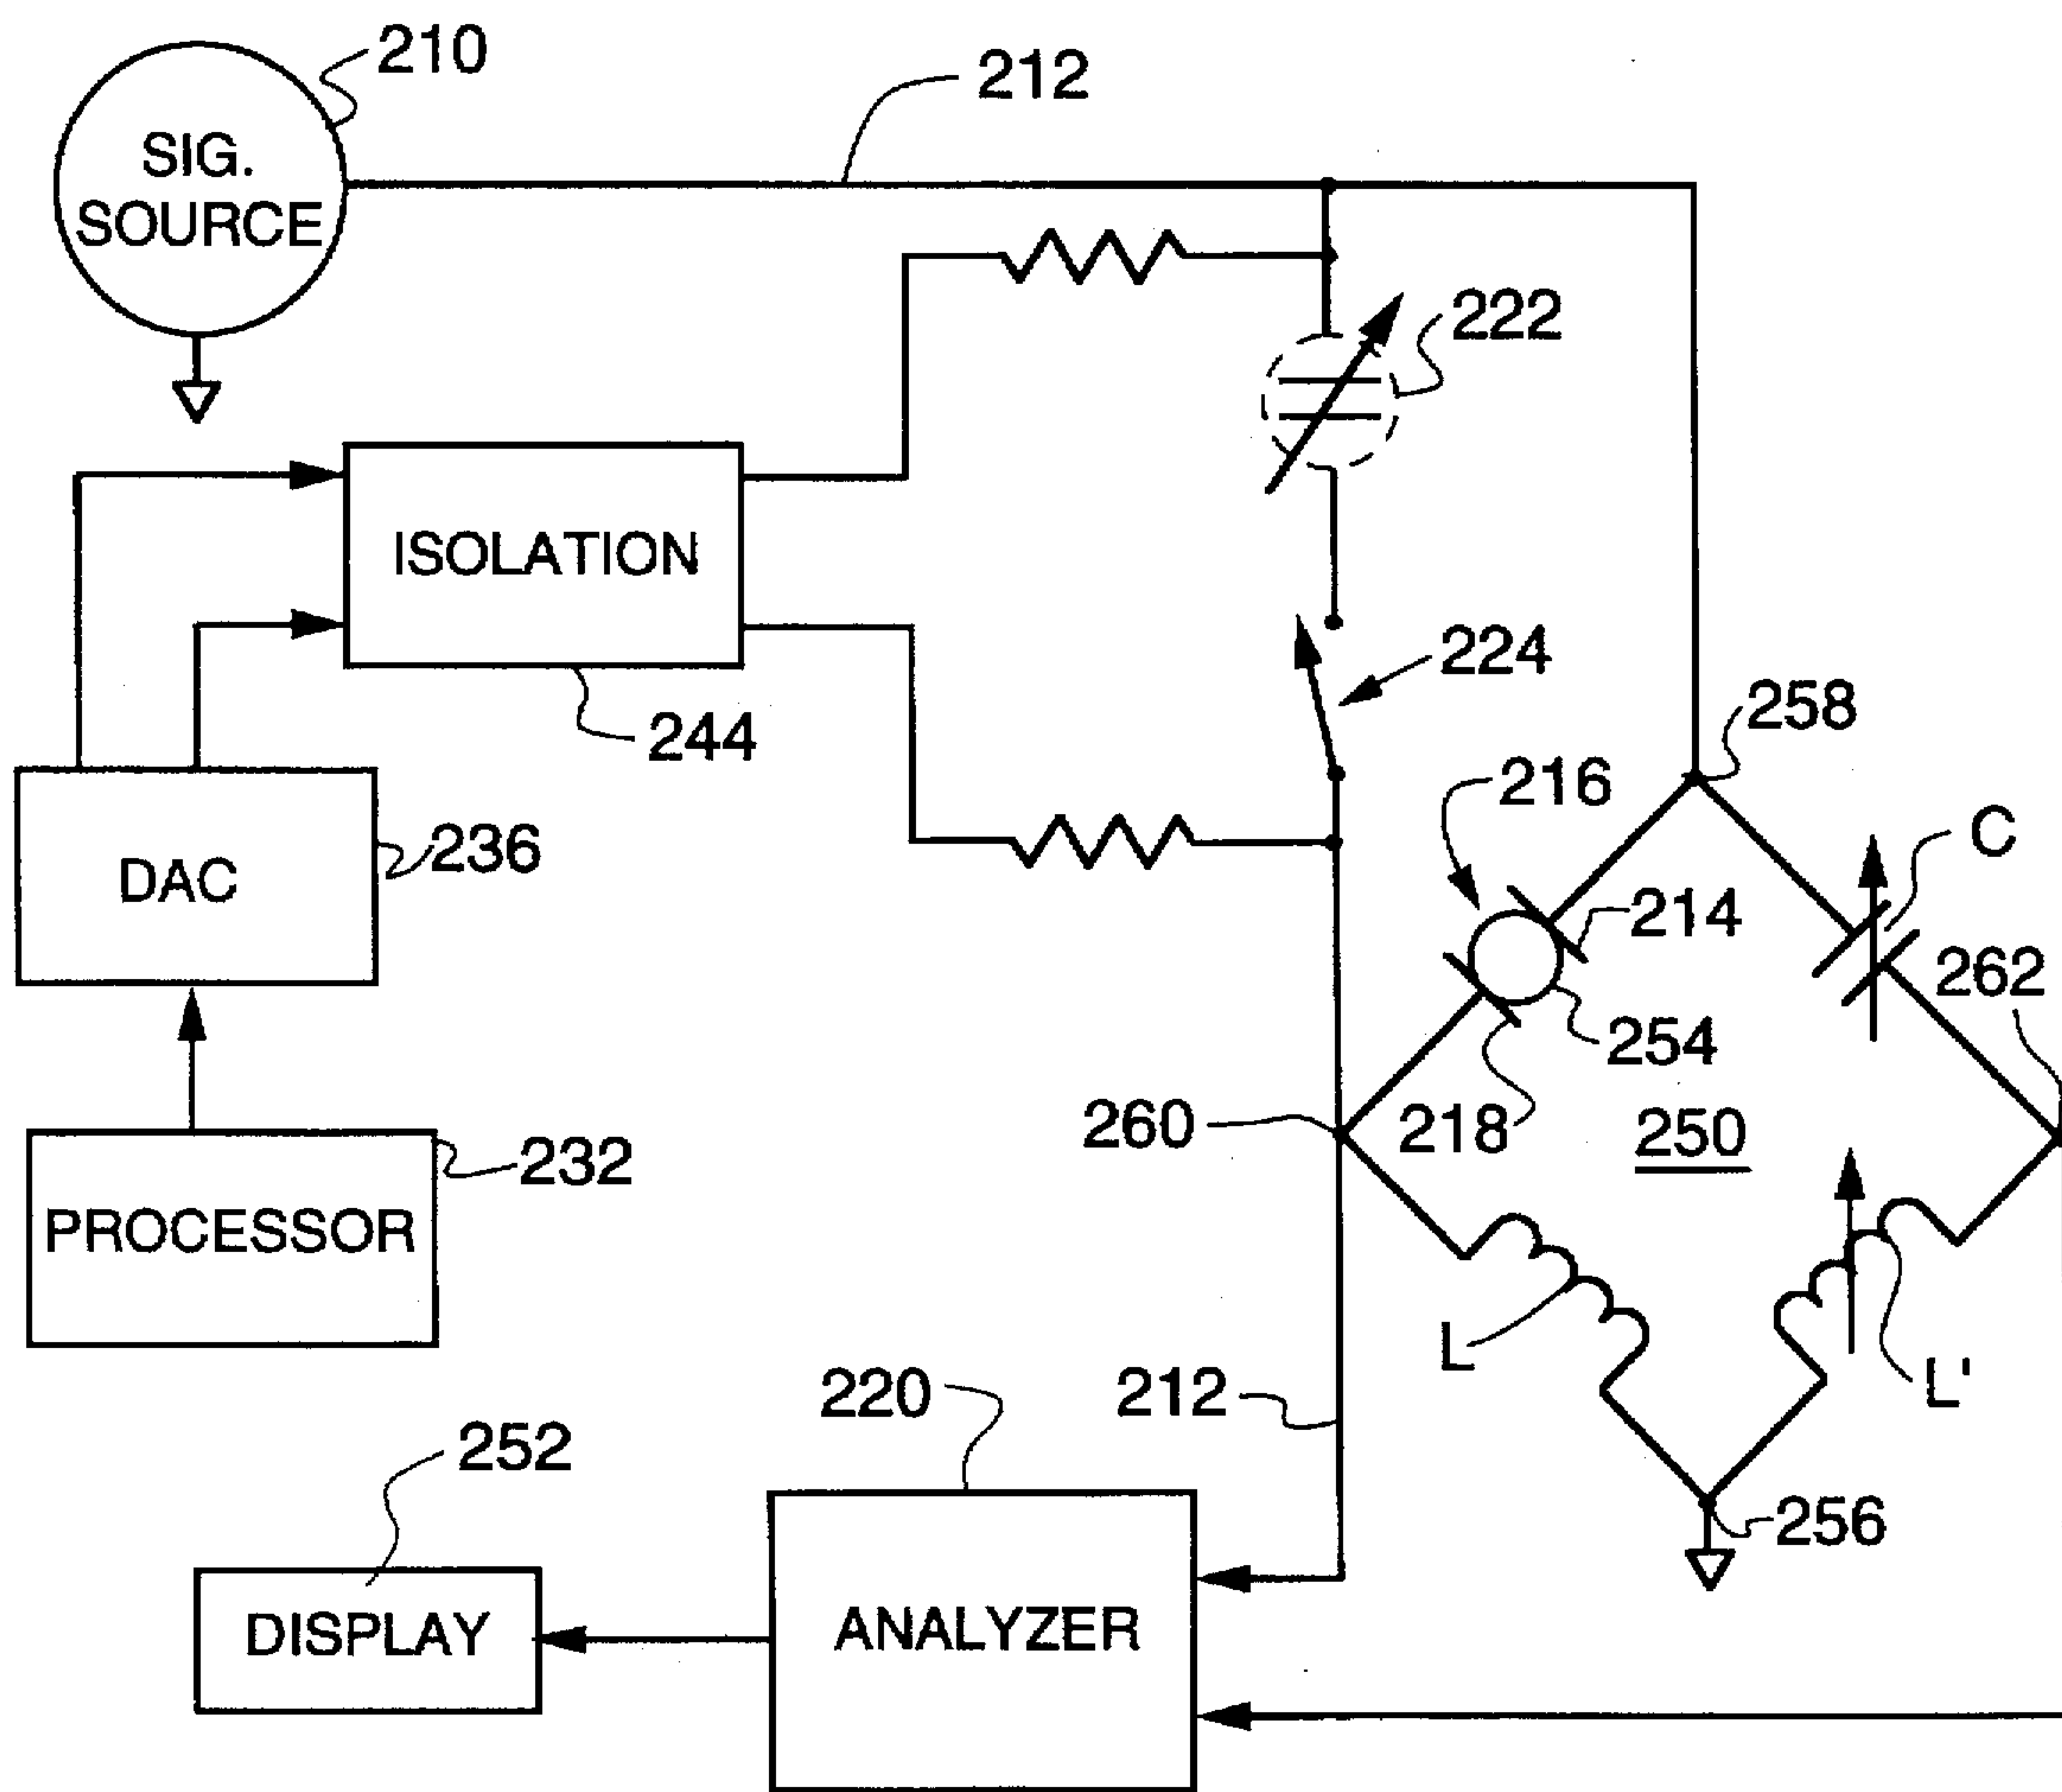 210
212
SIG.
SOURCE
222
ISOLATION
224
258
244
216
C
236
DAC
214
262
254
260
218
250
232
PROCESSOR
L
220
212
L'
252
256
DISPLAY
ANALYZER